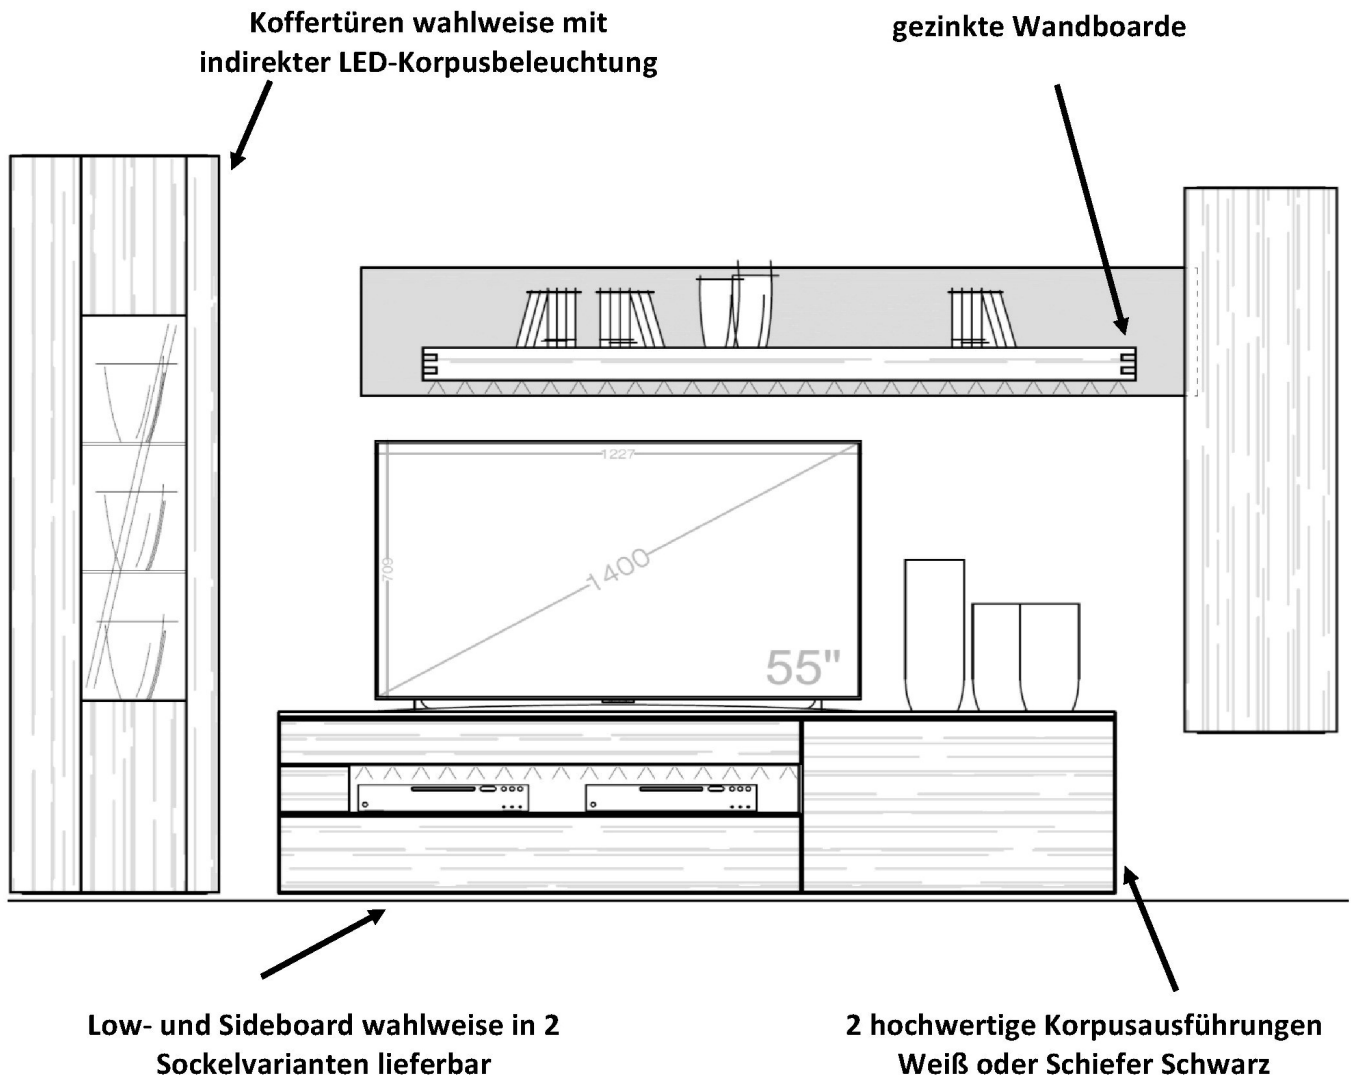 Koffertüren wahlweise mit
indirekter LED-Korpusbeleuchtung
gezinkte Wandboarde
1227
709
1400
55"
Low- und Sideboard wahlweise in 2
Sockelvarianten lieferbar
2 hochwertige Korpusausführungen
Weiß oder Schiefer Schwarz